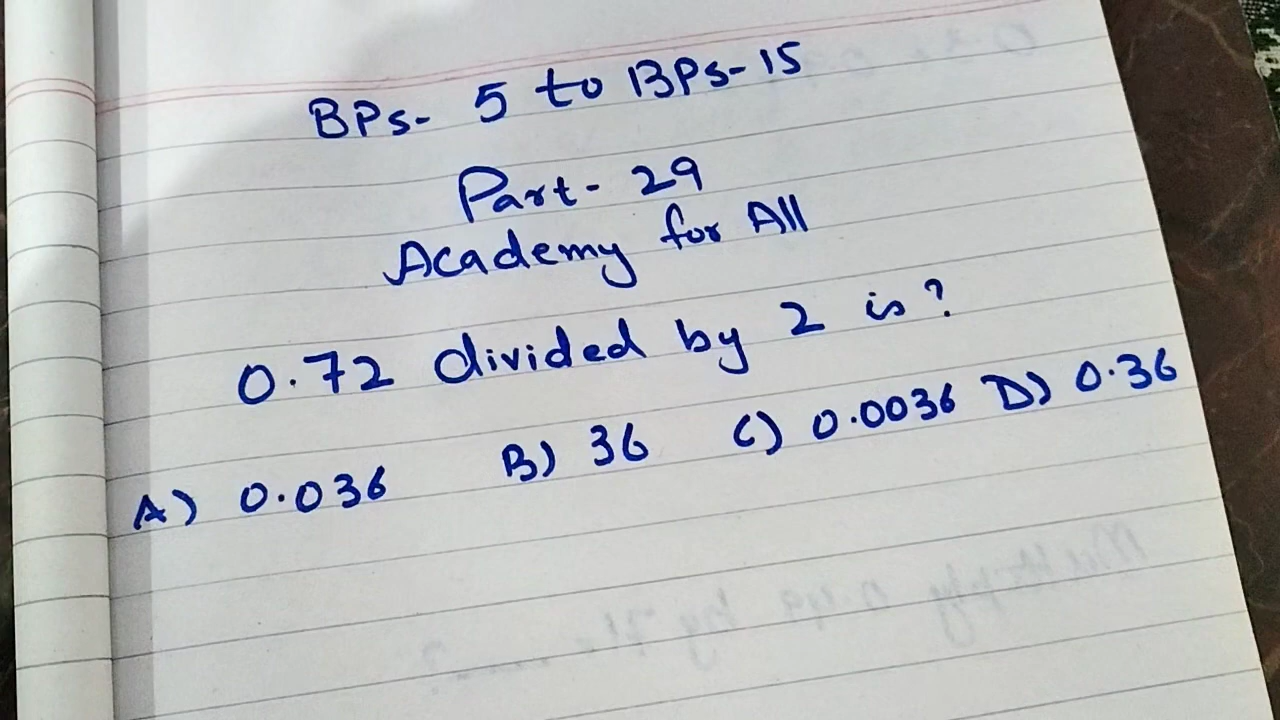 BPs- 5 to BPs-15
Part- 29
Academy for All
0.72 divided by 2 is?
A) 0.036 B) 36 C) 0.0036 D) 0.36